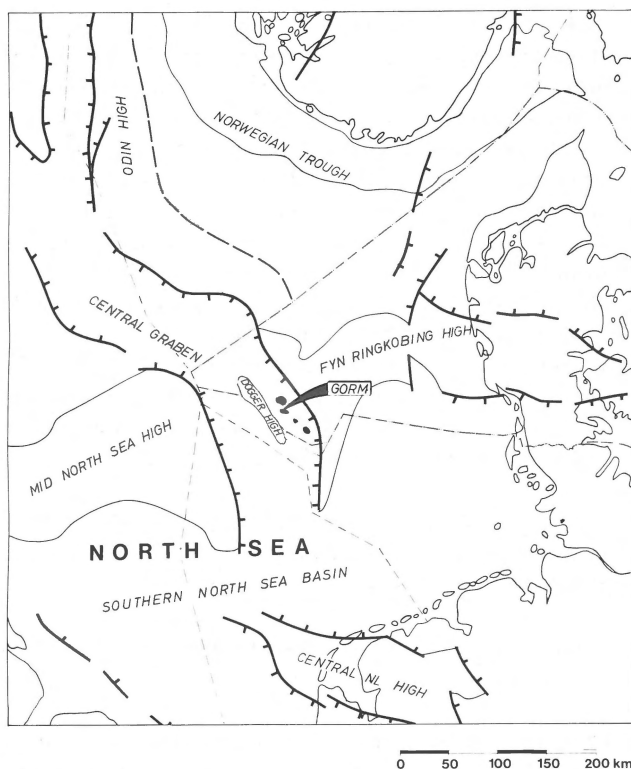 ODIN HIGH
NORWEGIAN TROUGH
CENTRAL GRABEN
FYN RINGKOBING HIGH
GORM
DOGGER HIGH
MID NORTH SEA HIGH
NORTH SEA
SOUTHERN NORTH SEA BASIN
CENTRAL NL HIGH
0 50 100 150 200 km